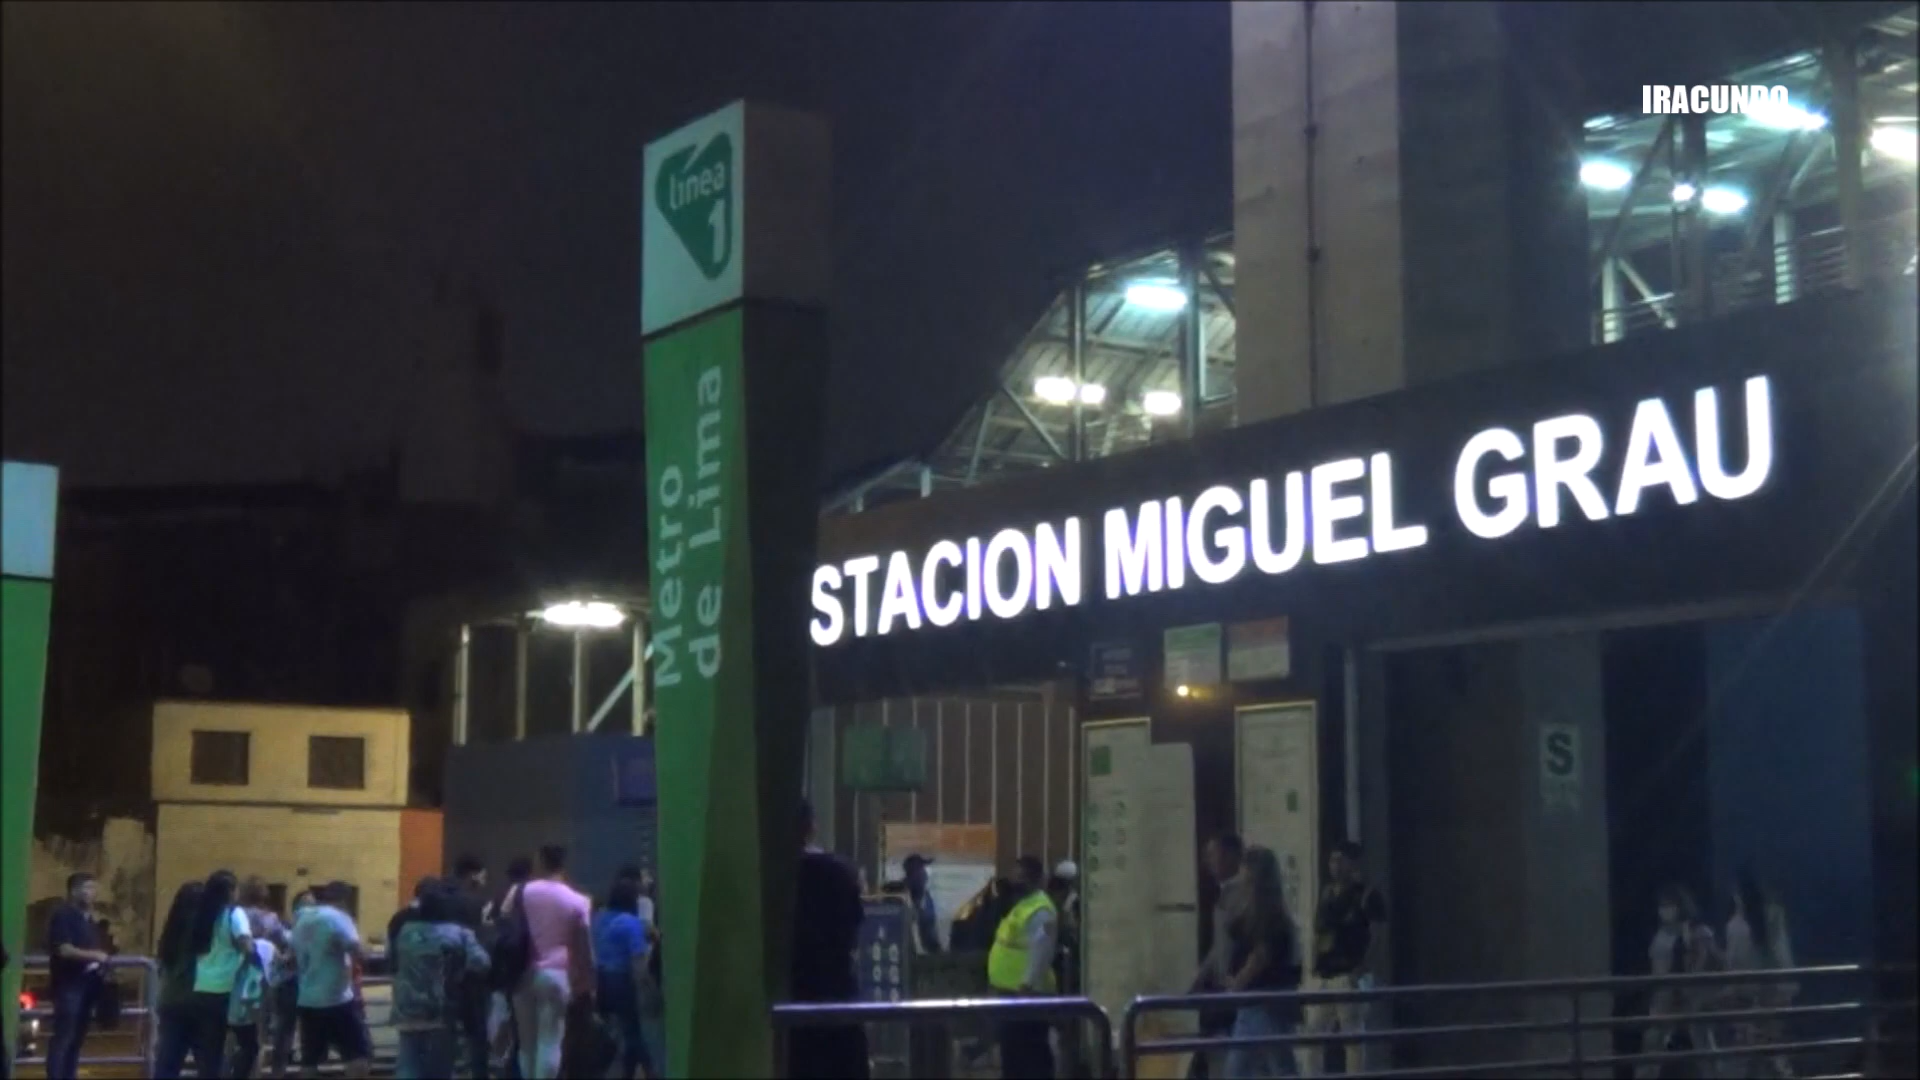 IRACUNDO
línea
1
Metro
de Lima
STACION MIGUEL GRAU
S